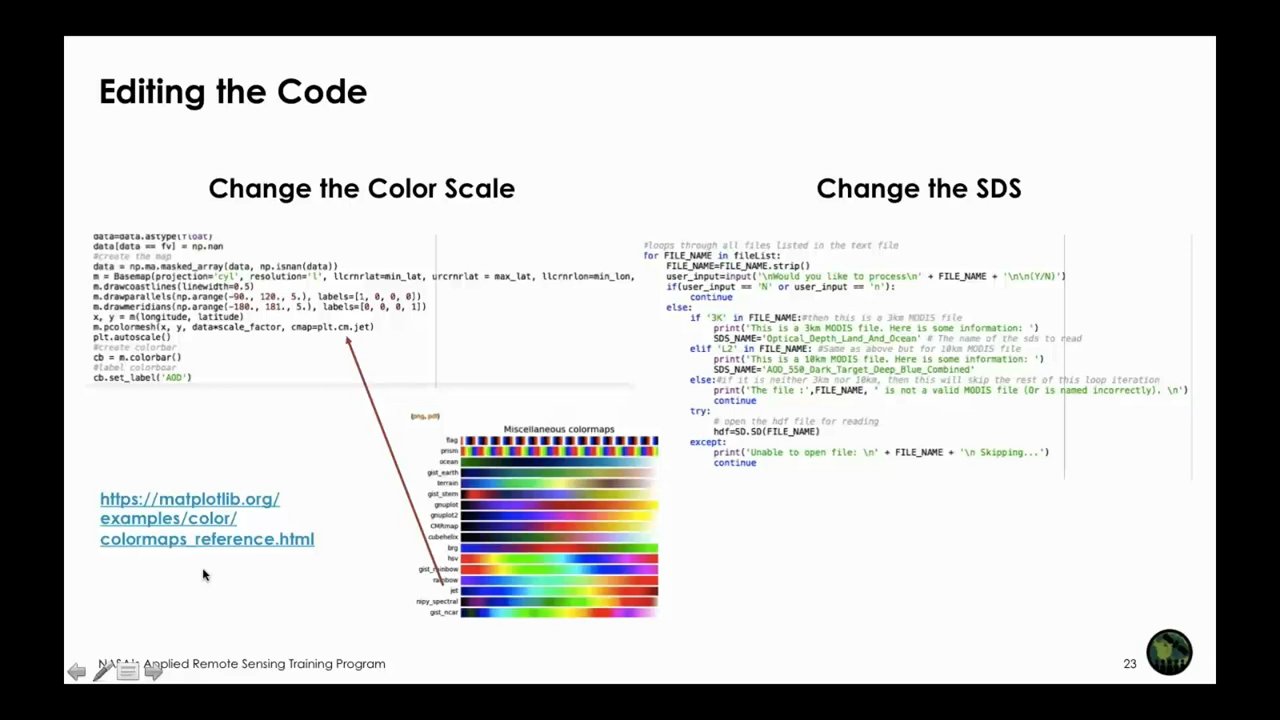 Editing the Code
Change the Color Scale
data=data.astype(float)
data[data == fv] = np.nan
#create the map
data = np.ma.masked_array(data, np.isnan(data))
m = Basemap(projection='cyl', resolution='l', llcrnrlat=min_lat, urcrnrlat = max_lat, llcrnrlon=min_lon,
m.drawcoastlines(linewidth=0.5)
m.drawparallels(np.arange(-90., 120., 5.), labels=[1, 0, 0, 0])
m.drawmeridians(np.arange(-180., 181., 5.), labels=[0, 0, 0, 1])
x, y = m(longitude, latitude)
m.pcolormesh(x, y, data*scale_factor, cmap=plt.cm.jet)
plt.autoscale()
#create colorbar
cb = m.colorbar()
#label colorboar
cb.set_label('AOD')
(png, pdf)
Miscellaneous colormaps
flag
prism
ocean
gist_earth
terrain
gist_stern
gnuplot
gnuplot2
CMRmap
cubehelix
brg
hsv
gist_rainbow
rainbow
jet
nipy_spectral
gist_ncar
https://matplotlib.org/
examples/color/
colormaps_reference.html
Change the SDS
#loops through all files listed in the text file
for FILE_NAME in fileList:
FILE_NAME=FILE_NAME.strip()
user_input=input('\nWould you like to process\n' + FILE_NAME + '\n\n(Y/N)')
if(user_input == 'N' or user_input == 'n'):
continue
else:
if '3K' in FILE_NAME:#then this is a 3km MODIS file
print('This is a 3km MODIS file. Here is some information: ')
SDS_NAME='Optical_Depth_Land_And_Ocean' # The name of the sds to read
elif 'L2' in FILE_NAME: #Same as above but for 10km MODIS file
print('This is a 10km MODIS file. Here is some information: ')
SDS_NAME='AOD_550_Dark_Target_Deep_Blue_Combined'
else:#if it is neither 3km nor 10km, then this will skip the rest of this loop iteration
print('The file :',FILE_NAME, ' is not a valid MODIS file (Or is named incorrectly). \n')
continue
try:
# open the hdf file for reading
hdf=SD.SD(FILE_NAME)
except:
print('Unable to open file: \n' + FILE_NAME + '\n Skipping...')
continue
NASA's Applied Remote Sensing Training Program
23